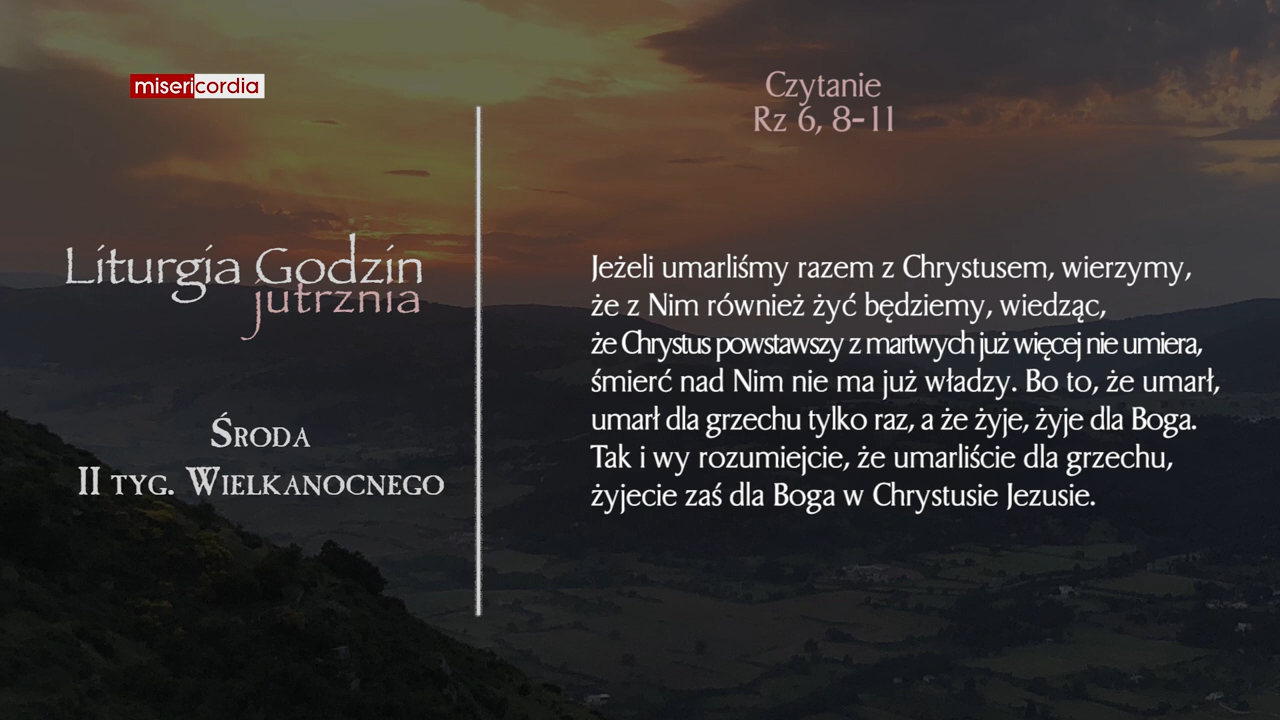 misericordia
Liturgia Godzin
jutrznia
Środa
II tyg. Wielkanocnego
Czytanie
Rz 6, 8-11
Jeżeli umarliśmy razem z Chrystusem, wierzymy,
że z Nim również żyć będziemy, wiedząc,
że Chrystus powstawszy z martwych już więcej nie umiera,
śmierć nad Nim nie ma już władzy. Bo to, że umarł,
umarł dla grzechu tylko raz, a że żyje, żyje dla Boga.
Tak i wy rozumiejcie, że umarliście dla grzechu,
żyjecie zaś dla Boga w Chrystusie Jezusie.